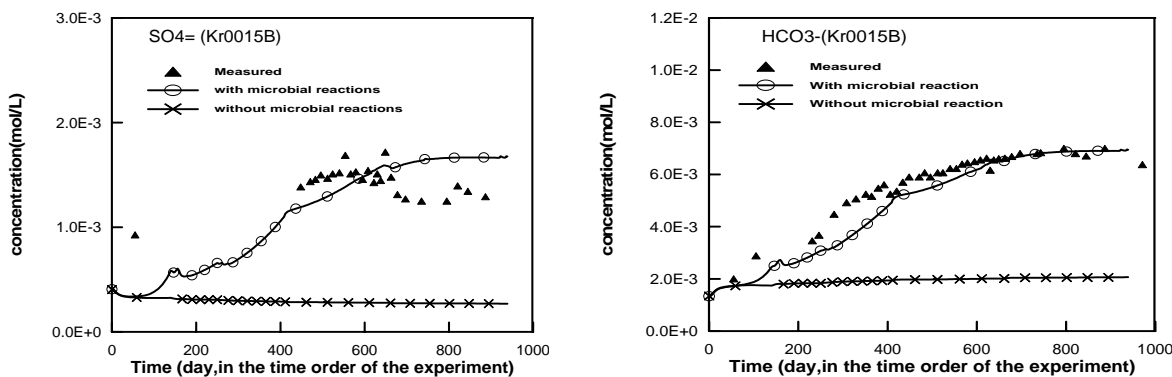 3.0E-3
SO4= (Kr0015B)
Measured
with microbial reactions
without microbial reactions
2.0E-3
1.0E-3
0.0E+0
concentration(mol/L)
0 200 400 600 800 1000
Time (day,in the time order of the experiment)
1.2E-2
HCO3-(Kr0015B)
Measured
With microbial reaction
Without microbial reaction
1.0E-2
8.0E-3
6.0E-3
4.0E-3
2.0E-3
0.0E+0
concentration(mol/L)
0 200 400 600 800 1000
Time (day,in the time order of the experiment)